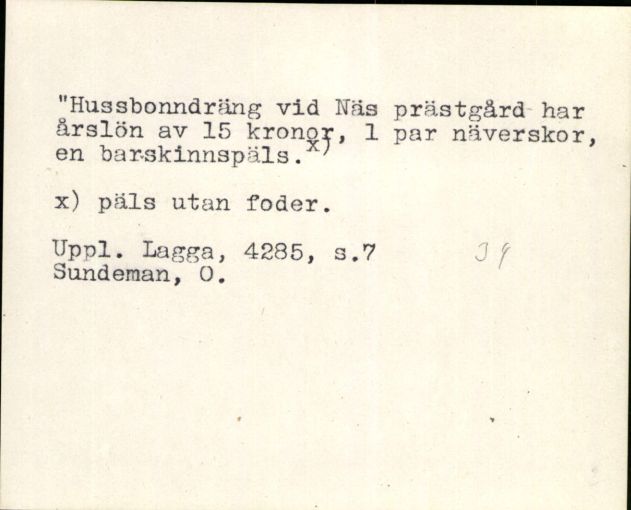 "Hussbonndräng vid Näs prästgård har
årslön av 15 kronor, 1 par näverskor,
en barskinnspäls.x)
x) päls utan foder.
Uppl. Lagga, 4285, s.7 39
Sundeman, O.